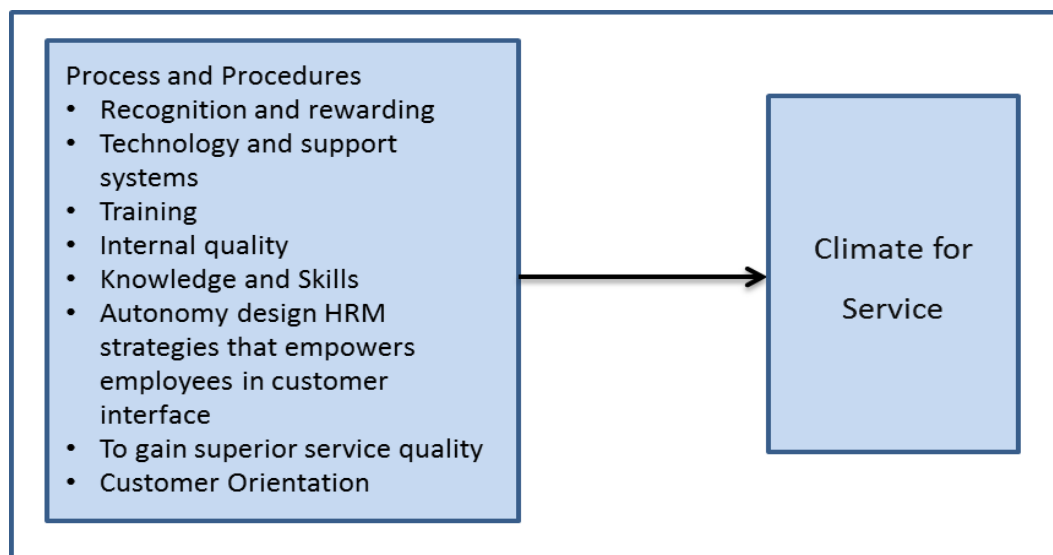 Process and Procedures
• Recognition and rewarding
• Technology and support
systems
• Training
• Internal quality
• Knowledge and Skills
• Autonomy design HRM
strategies that empowers
employees in customer
interface
• To gain superior service quality
• Customer Orientation
Climate for
Service